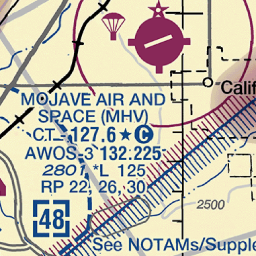 Calif
MOJAVE AIR AND
SPACE (MHV)
CT - 127.6 ★ C
AWOS-3 132.225
2801 *L 125
RP 22, 26, 30
48
2500
See NOTAMs/Supple